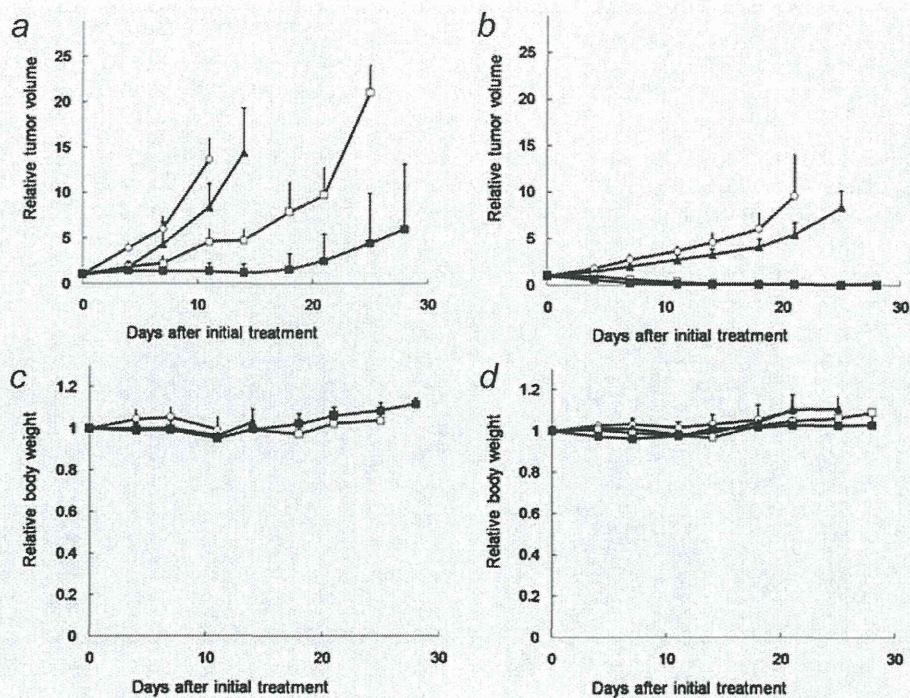 a
Relative tumor volume
25
20
15
10
5
0
0 10 20 30
Days after initial treatment
b
Relative tumor volume
25
20
15
10
5
0
0 10 20 30
Days after initial treatment
c
Relative body weight
1.2
1
0.8
0.6
0.4
0.2
0
0 10 20 30
Days after initial treatment
d
Relative body weight
1.2
1
0.8
0.6
0.4
0.2
0
0 10 20 30
Days after initial treatment